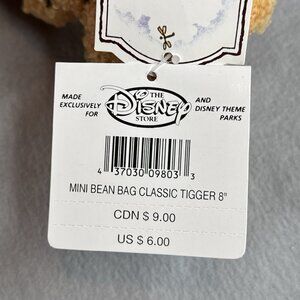 MADE EXCLUSIVELY FOR
THE
Disney
STORE
AND DISNEY THEME PARKS
4 37030 09803 3
MINI BEAN BAG CLASSIC TIGGER 8"
CDN $ 9.00
US $ 6.00